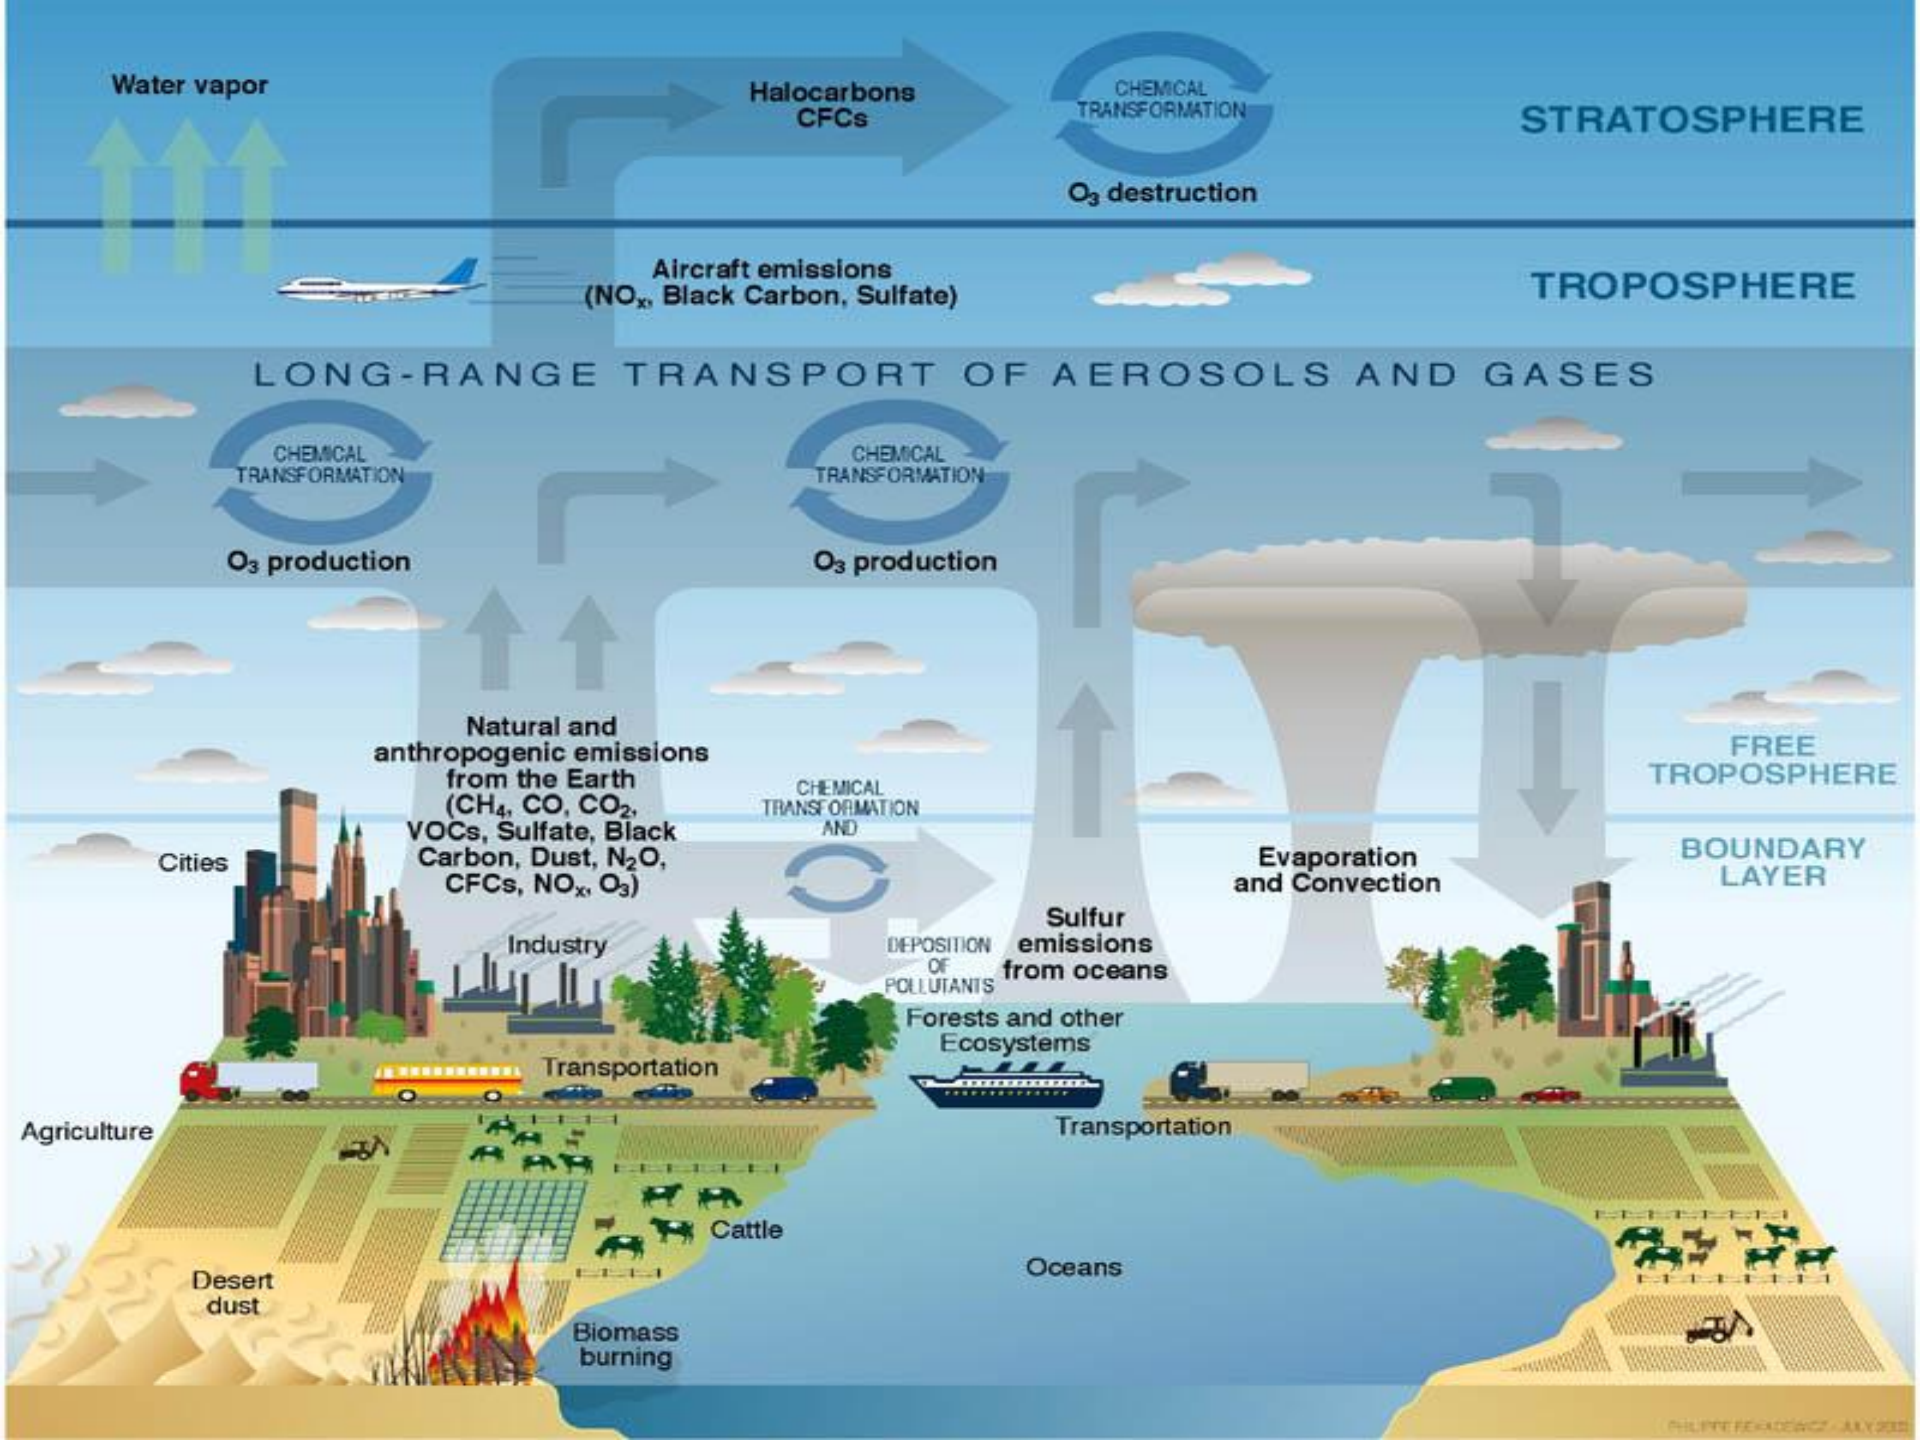 Water vapor
Halocarbons
CFCs
CHEMICAL
TRANSFORMATION
O₃ destruction
STRATOSPHERE
Aircraft emissions
(NOₓ, Black Carbon, Sulfate)
TROPOSPHERE
LONG-RANGE TRANSPORT OF AEROSOLS AND GASES
CHEMICAL
TRANSFORMATION
O₃ production
CHEMICAL
TRANSFORMATION
O₃ production
Natural and
anthropogenic emissions
from the Earth
(CH₄, CO, CO₂,
VOCs, Sulfate, Black
Carbon, Dust, N₂O,
CFCs, NOₓ, O₃)
CHEMICAL
TRANSFORMATION
AND
DEPOSITION
OF
POLLUTANTS
FREE
TROPOSPHERE
BOUNDARY
LAYER
Evaporation
and Convection
Sulfur
emissions
from oceans
Cities
Industry
Forests and other
Ecosystems
Transportation
Transportation
Agriculture
Cattle
Desert
dust
Oceans
Biomass
burning
PHILIPPE REKACEWICZ - JULY